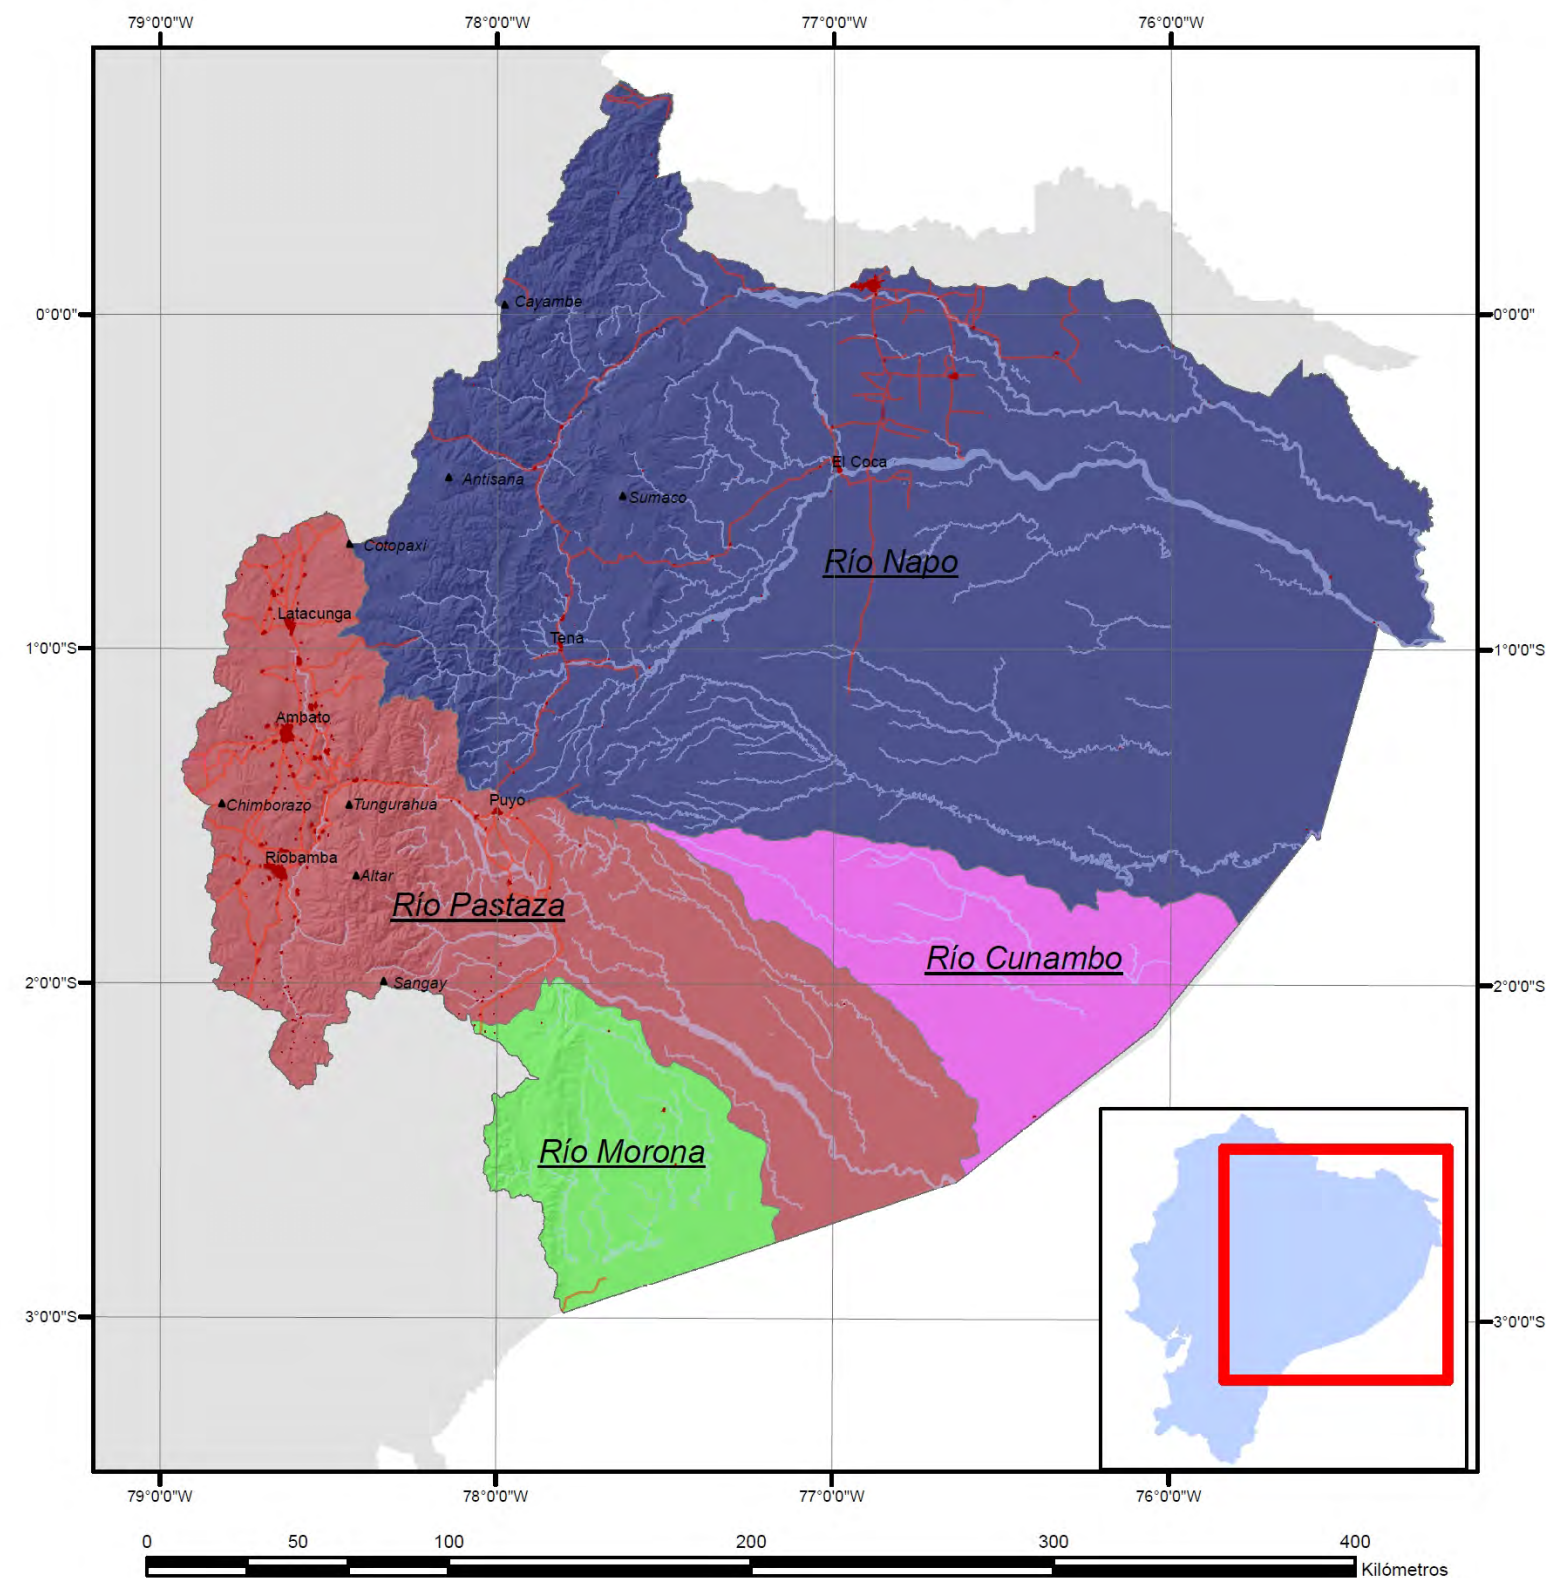 79°0'0"W 78°0'0"W 77°0'0"W 76°0'0"W
Cayambe
0°0'0" 0°0'0"
El Coca
Antisana
Sumaco
Cotopaxi
Río Napo
Latacunga
Tena
1°0'0"S 1°0'0"S
Ambato
Puyo
Chimborazo Tungurahua
Riobamba
Altar
Río Pastaza
Río Cunambo
Sangay
2°0'0"S 2°0'0"S
Río Morona
3°0'0"S 3°0'0"S
79°0'0"W 78°0'0"W 77°0'0"W 76°0'0"W
0 50 100 200 300 400
Kilómetros